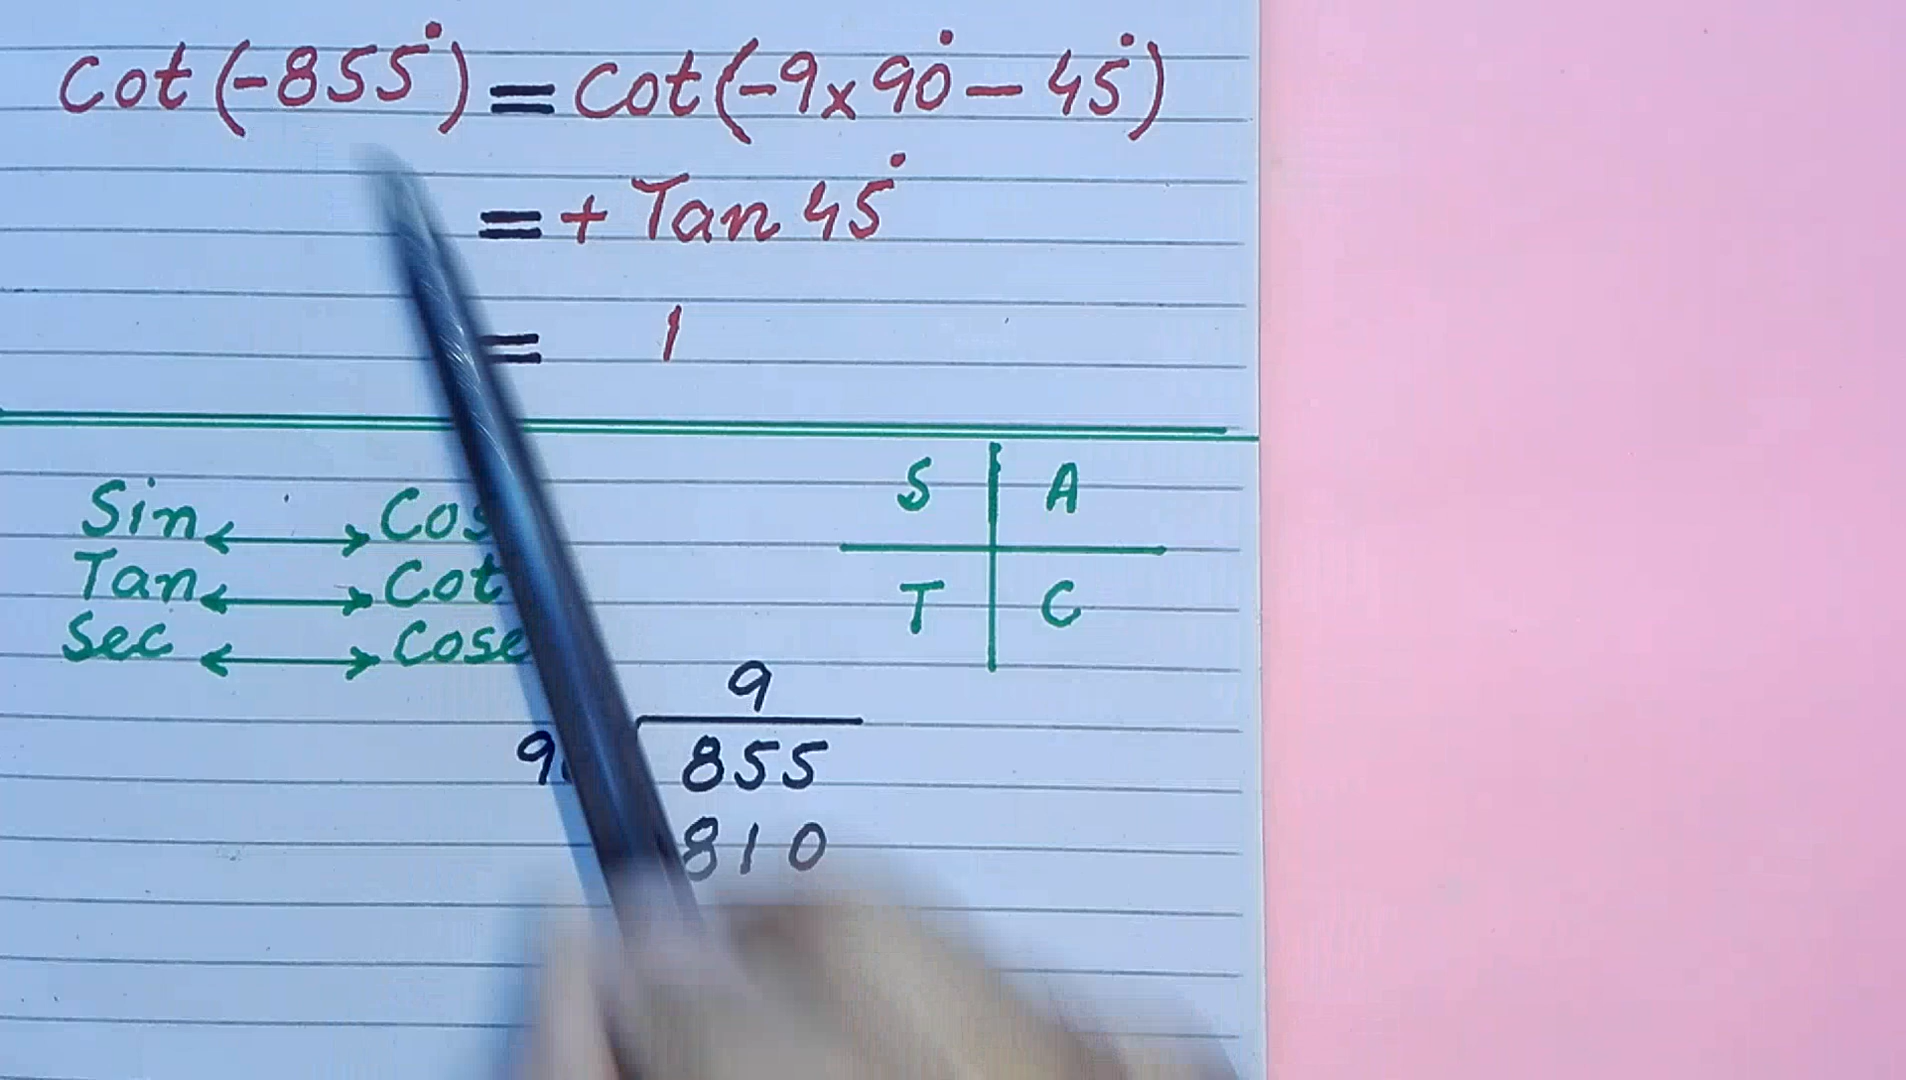 Cot(-855°) = Cot(-9×90° - 45°)
= + Tan 45°
= 1
Sin ↔ Cos
Tan ↔ Cot
Sec ↔
S A
T C
9
855
810